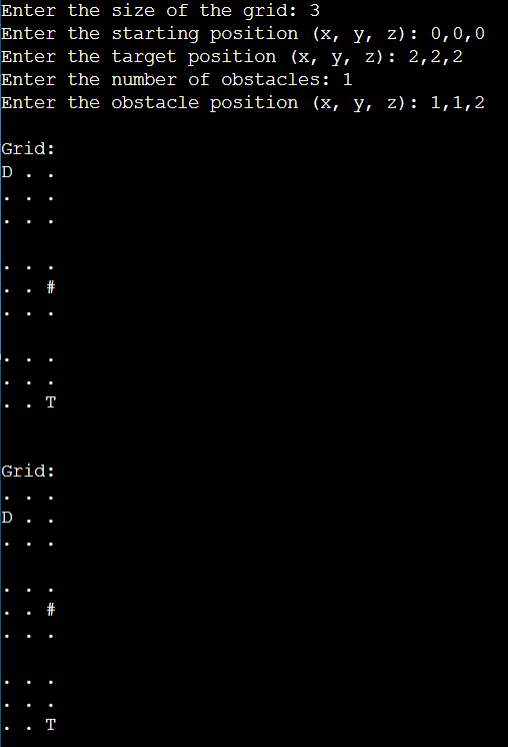 Enter the size of the grid: 3
Enter the starting position (x, y, z): 0,0,0
Enter the target position (x, y, z): 2,2,2
Enter the number of obstacles: 1
Enter the obstacle position (x, y, z): 1,1,2
Grid:
D . .
. . .
. . .
. . .
. . #
. . .
. . .
. . .
. . T
Grid:
. . .
D . .
. . .
. . .
. . #
. . .
. . .
. . .
. . T